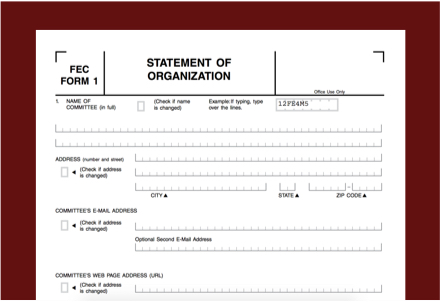 FEC
FORM 1
STATEMENT OF
ORGANIZATION
Office Use Only
1. NAME OF
COMMITTEE (in full)
(Check if name
is changed)
Example: If typing, type
over the lines.
12FE4M5
ADDRESS (number and street)
(Check if address
is changed)
CITY▲ STATE▲ ZIP CODE▲
COMMITTEE'S E-MAIL ADDRESS
(Check if address
is changed)
Optional Second E-Mail Address
COMMITTEE'S WEB PAGE ADDRESS (URL)
(Check if address
is changed)